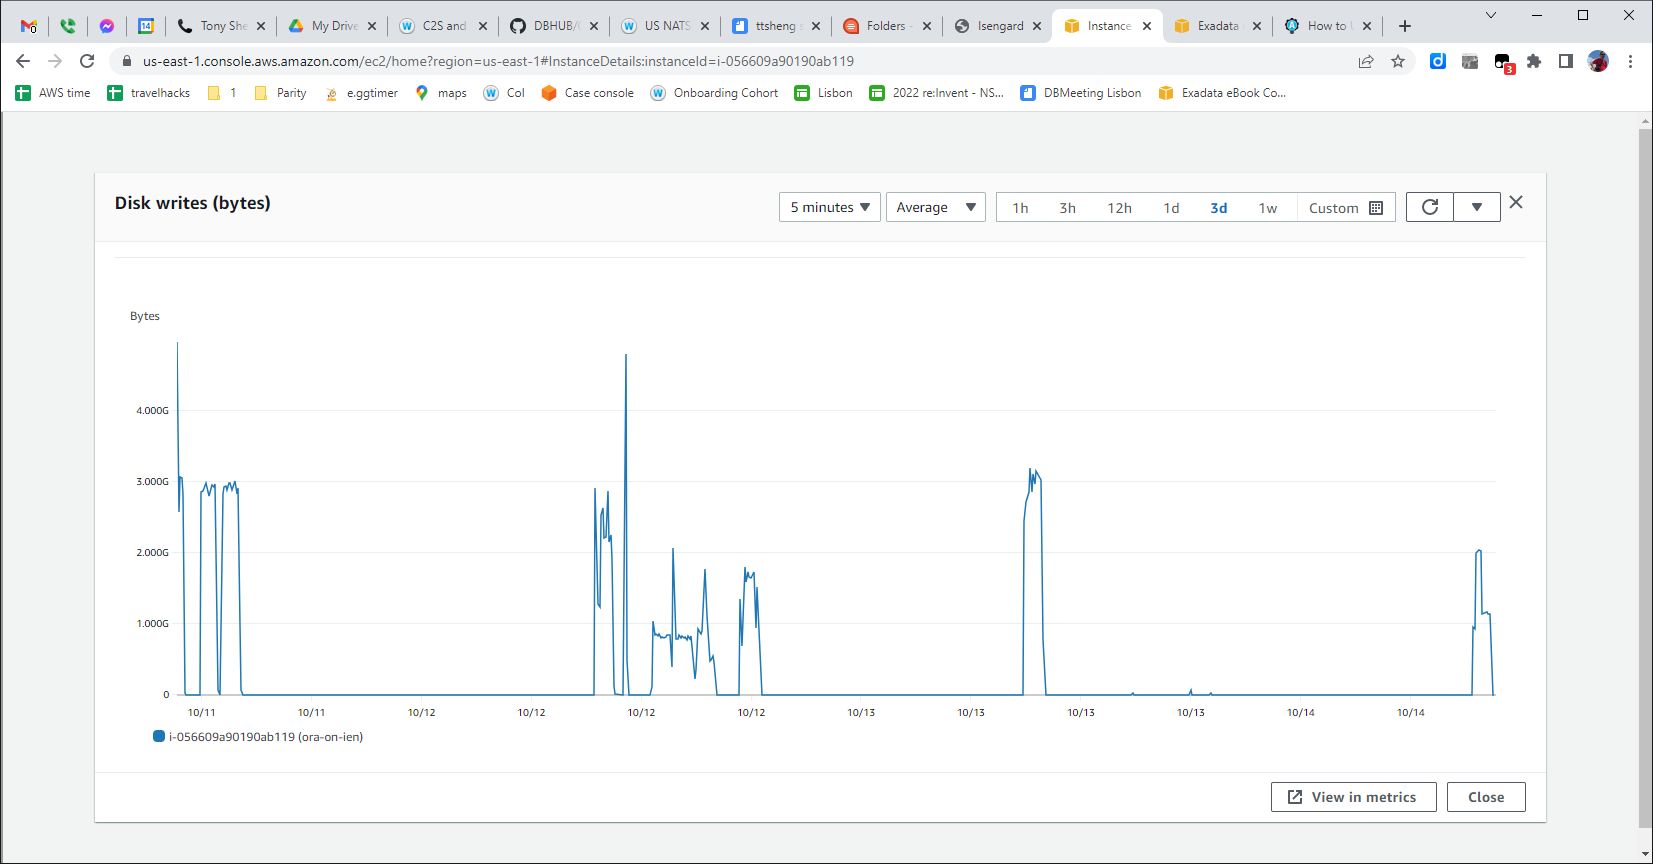 0 14 Tony She My Drive C2S and DBHUB/ US NATS ttsheng s Folders - Isengard Instance Exadata How to
us-east-1.console.aws.amazon.com/ec2/home?region=us-east-1#InstanceDetails:instanceId=i-056609a90190ab119 3
AWS time travelhacks 1 Parity e.ggtimer maps Col Case console Onboarding Cohort Lisbon 2022 re:Invent - NS... DBMeeting Lisbon Exadata eBook Co...
Disk writes (bytes) 5 minutes Average 1h 3h 12h 1d 3d 1w Custom
Bytes
4.000G
3.000G
2.000G
1.000G
0
10/11 10/11 10/12 10/12 10/12 10/12 10/13 10/13 10/13 10/13 10/14 10/14
i-056609a90190ab119 (ora-on-ien)
View in metrics Close